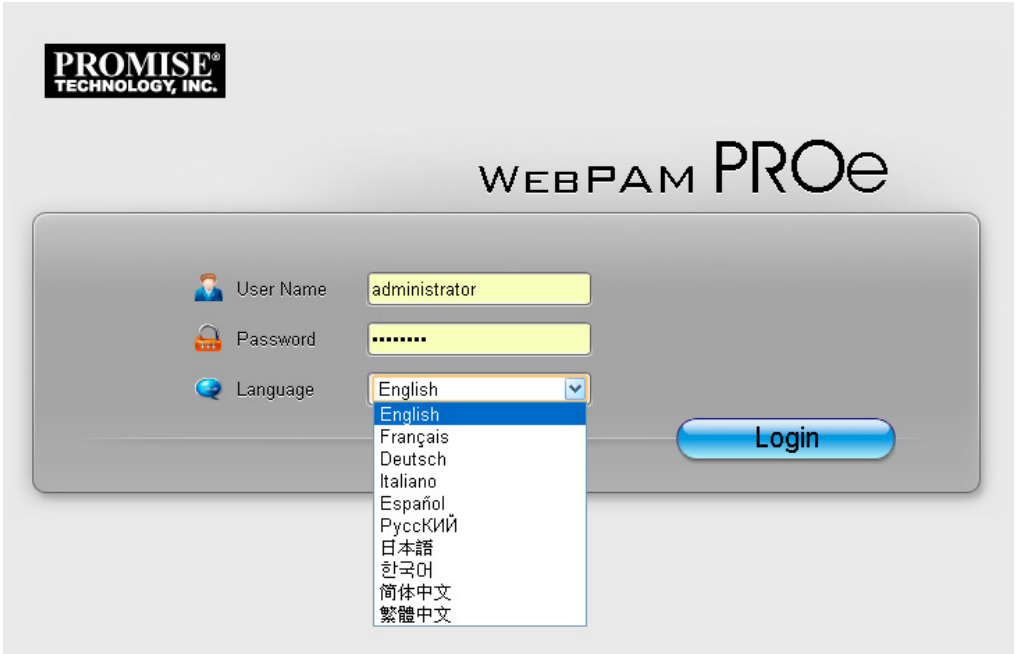 PROMISE®
TECHNOLOGY, INC.
WEBPAM PROe
User Name administrator
Password ••••••••
Language English
English
Français
Deutsch
Italiano
Español
РуссКИЙ
日本語
한국어
简体中文
繁體中文
Login